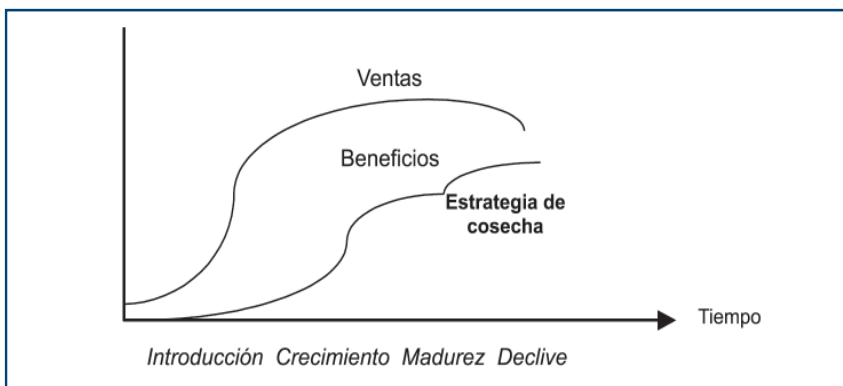 Ventas
Beneficios
Estrategia de
cosecha
Tiempo
Introducción Crecimiento Madurez Declive